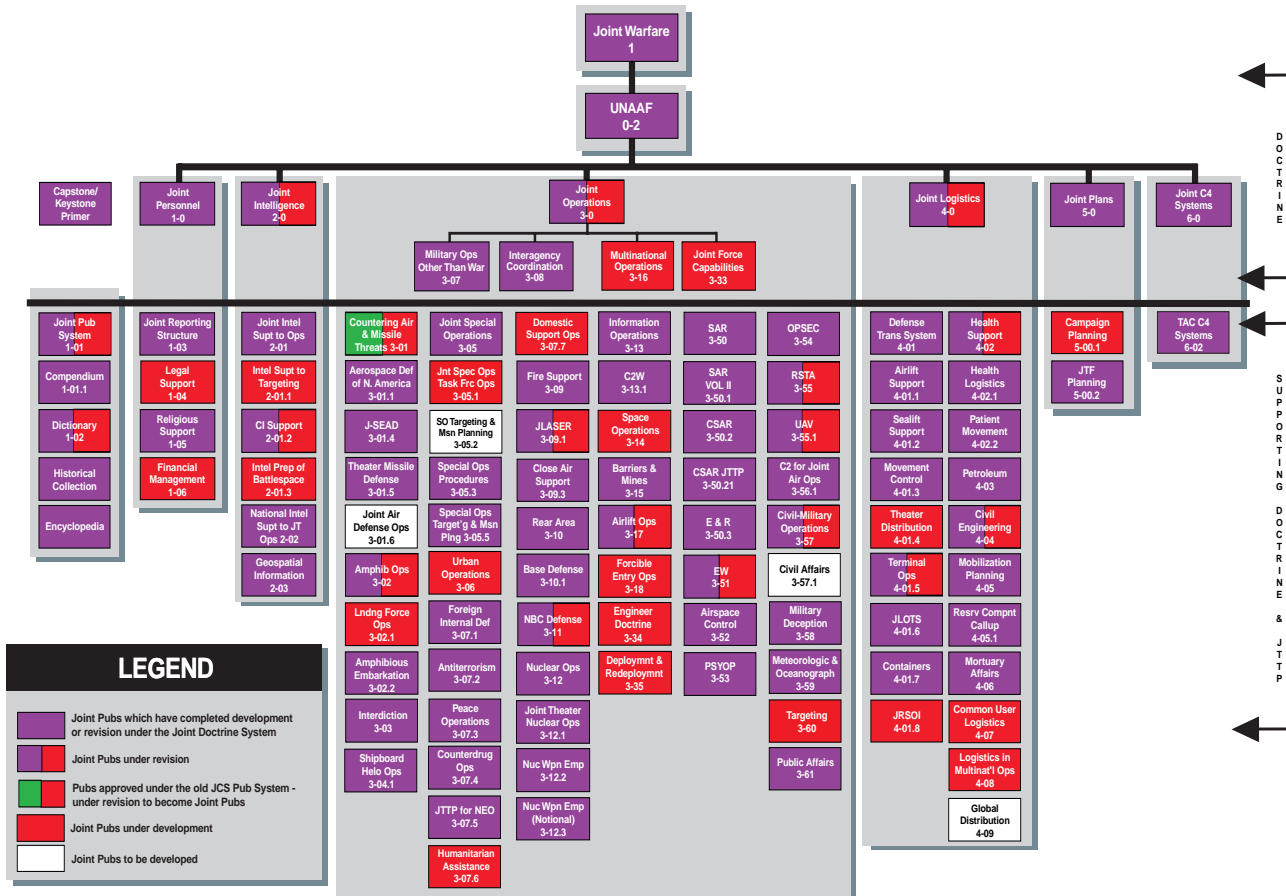 Joint Warfare
1
UNAAF
0-2
Capstone/
Keystone
Primer
Joint
Personnel
1-0
Joint
Intelligence
2-0
Joint
Operations
3-0
Joint Logistics
4-0
Joint Plans
5-0
Joint C4
Systems
6-0
Military Ops
Other Than War
3-07
Interagency
Coordination
3-08
Multinational
Operations
3-16
Joint Force
Capabilities
3-33
DOCTRINE
Joint Pub
System
1-01
Compendium
1-01.1
Dictionary
1-02
Historical
Collection
Encyclopedia
Joint Reporting
Structure
1-03
Legal
Support
1-04
Religious
Support
1-05
Financial
Management
1-06
Joint Intel
Supt to Ops
2-01
Intel Supt to
Targeting
2-01.1
CI Support
2-01.2
Intel Prep of
Battlespace
2-01.3
National Intel
Supt to JT
Ops 2-02
Geospatial
Information
2-03
Countering Air
& Missile
Threats 3-01
Aerospace Def
of N. America
3-01.1
J-SEAD
3-01.4
Theater Missile
Defense
3-01.5
Joint Air
Defense Ops
3-01.6
Amphib Ops
3-02
Lndng Force
Ops
3-02.1
Amphibious
Embarkation
3-02.2
Interdiction
3-03
Shipboard
Helo Ops
3-04.1
Joint Special
Operations
3-05
Jnt Spec Ops
Task Frc Ops
3-05.1
SO Targeting &
Msn Planning
3-05.2
Special Ops
Procedures
3-05.3
Special Ops
Target'g & Msn
Plng 3-05.5
Urban
Operations
3-06
Foreign
Internal Def
3-07.1
Antiterrorism
3-07.2
Peace
Operations
3-07.3
Counterdrug
Ops
3-07.4
JTTP for NEO
3-07.5
Humanitarian
Assistance
3-07.6
Domestic
Support Ops
3-07.7
Fire Support
3-09
JLASER
3-09.1
Close Air
Support
3-09.3
Rear Area
3-10
Base Defense
3-10.1
NBC Defense
3-11
Nuclear Ops
3-12
Joint Theater
Nuclear Ops
3-12.1
Nuc Wpn Emp
3-12.2
Nuc Wpn Emp
(Notional)
3-12.3
Information
Operations
3-13
C2W
3-13.1
Space
Operations
3-14
Barriers &
Mines
3-15
Airlift Ops
3-17
Forcible
Entry Ops
3-18
Engineer
Doctrine
3-34
Deploymnt &
Redeploymnt
3-35
SAR
3-50
SAR
VOL II
3-50.1
CSAR
3-50.2
CSAR JTTP
3-50.21
E & R
3-50.3
EW
3-51
Airspace
Control
3-52
PSYOP
3-53
OPSEC
3-54
RSTA
3-55
UAV
3-55.1
C2 for Joint
Air Ops
3-56.1
Civil-Military
Operations
3-57
Civil Affairs
3-57.1
Military
Deception
3-58
Meteorologic &
Oceanograph
3-59
Targeting
3-60
Public Affairs
3-61
Defense
Trans System
4-01
Airlift
Support
4-01.1
Sealift
Support
4-01.2
Movement
Control
4-01.3
Theater
Distribution
4-01.4
Terminal
Ops
4-01.5
JLOTS
4-01.6
Containers
4-01.7
JRSOI
4-01.8
Health
Support
4-02
Health
Logistics
4-02.1
Patient
Movement
4-02.2
Petroleum
4-03
Civil
Engineering
4-04
Mobilization
Planning
4-05
Resrv Compnt
Callup
4-05.1
Mortuary
Affairs
4-06
Common User
Logistics
4-07
Logistics in
Multinat'l Ops
4-08
Global
Distribution
4-09
Campaign
Planning
5-00.1
JTF
Planning
5-00.2
TAC C4
Systems
6-02
SUPPORTING DOCTRINE & JTTP
LEGEND
Joint Pubs which have completed development
or revision under the Joint Doctrine System
Joint Pubs under revision
Pubs approved under the old JCS Pub System -
under revision to become Joint Pubs
Joint Pubs under development
Joint Pubs to be developed